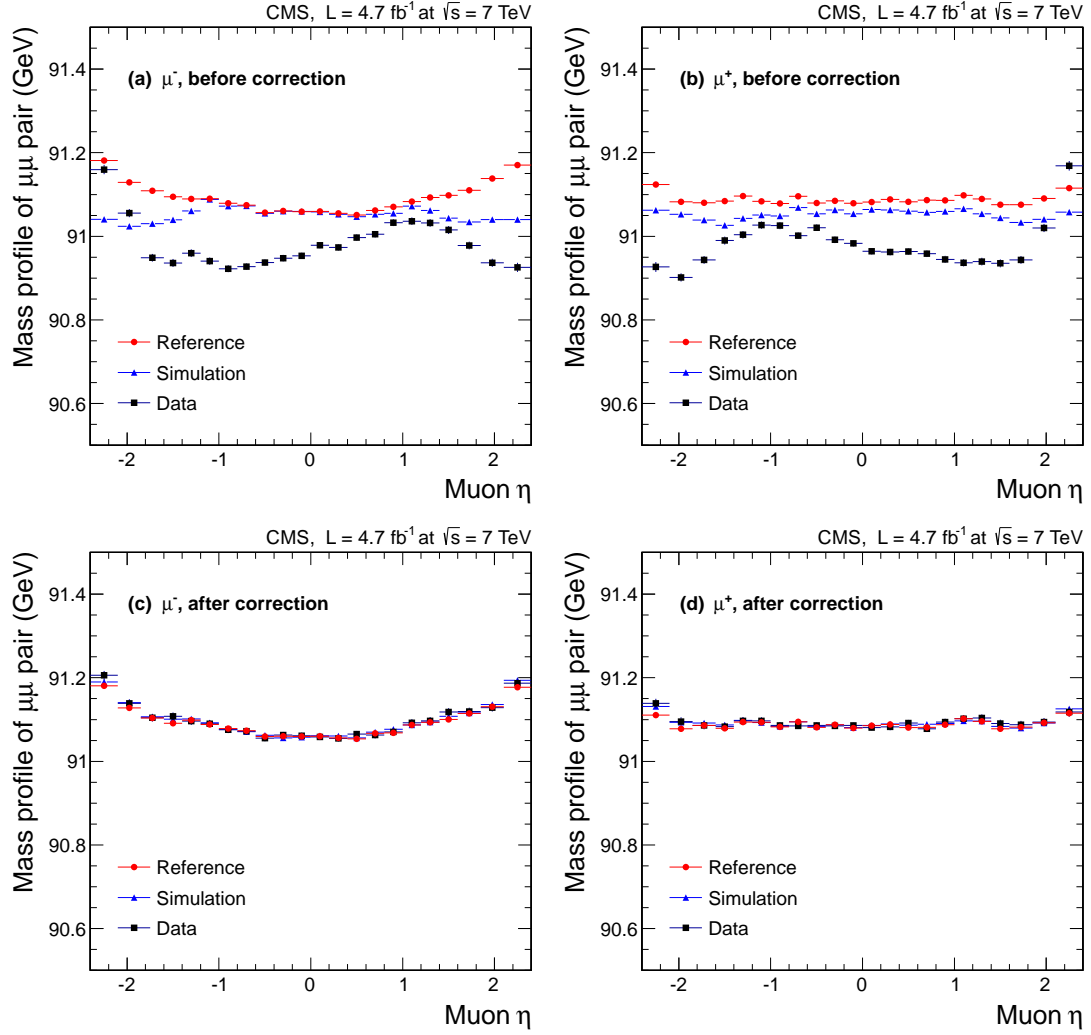 CMS, L = 4.7 fb⁻¹ at √s = 7 TeV
Mass profile of μμ pair (GeV)
91.4
91.2
91
90.8
90.6
(a) μ⁻, before correction
Reference
Simulation
Data
-2
-1
0
1
2
Muon η
CMS, L = 4.7 fb⁻¹ at √s = 7 TeV
Mass profile of μμ pair (GeV)
91.4
91.2
91
90.8
90.6
(b) μ⁺, before correction
Reference
Simulation
Data
-2
-1
0
1
2
Muon η
CMS, L = 4.7 fb⁻¹ at √s = 7 TeV
Mass profile of μμ pair (GeV)
91.4
91.2
91
90.8
90.6
(c) μ⁻, after correction
Reference
Simulation
Data
-2
-1
0
1
2
Muon η
CMS, L = 4.7 fb⁻¹ at √s = 7 TeV
Mass profile of μμ pair (GeV)
91.4
91.2
91
90.8
90.6
(d) μ⁺, after correction
Reference
Simulation
Data
-2
-1
0
1
2
Muon η